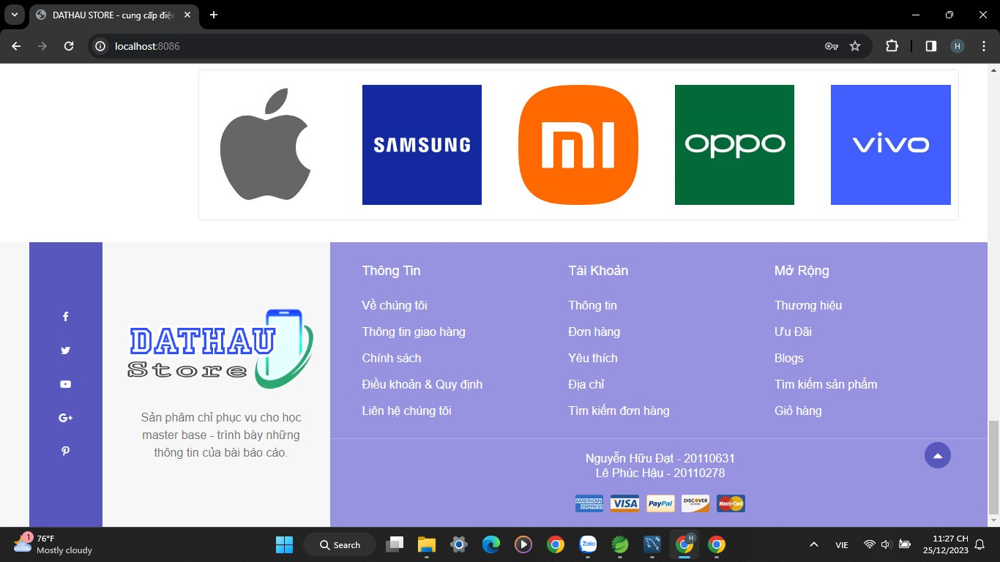 DATHAU STORE - cung cấp điện
localhost:8086
H
SAMSUNG
mi
oppo
vivo
DATHAU
Store
Sản phâm chỉ phục vụ cho học
master base - trình bày những
thông tin của bài báo cáo.
Thông Tin
Về chúng tôi
Thông tin giao hàng
Chính sách
Điều khoản & Quy định
Liên hệ chúng tôi
Tài Khoản
Thông tin
Đơn hàng
Yêu thích
Địa chỉ
Tìm kiếm đơn hàng
Mở Rộng
Thương hiệu
Ưu Đãi
Blogs
Tìm kiếm sản phẩm
Giỏ hàng
Nguyễn Hữu Đạt - 20110631
Lê Phúc Hậu - 20110278
AMERICAN EXPRESS
VISA
PayPal
DISCOVER
MasterCard
1
76°F
Mostly cloudy
Search
Zalo
H
VIE
11:27 CH
25/12/2023